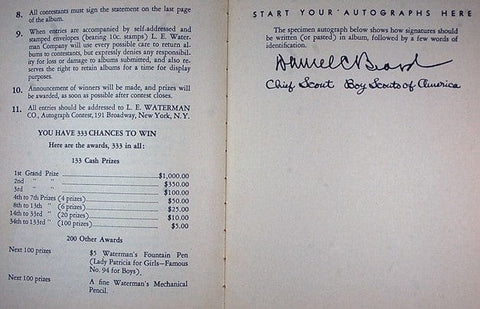 8. All contestants must sign the statement on the last page
of the album.
9. When entries are accompanied by self-addressed and
stamped envelopes (bearing 10c. stamps) L. E. Water-
man Company will use every possible care to return al-
bums to contestants, but expressly denies any responsibil-
ity for loss or damage to albums submitted, and also re-
serves the right to retain albums for a time for display
purposes.
10. Announcement of winners will be made, and prizes will
be awarded, as soon as possible after contest closes.
11. All entries should be addressed to L. E. WATERMAN
CO., Autograph Contest, 191 Broadway, New York, N. Y.
YOU HAVE 333 CHANCES TO WIN
Here are the awards, 333 in all:
133 Cash Prizes
1st Grand Prize $1,000.00
2nd " " $350.00
3rd " " $100.00
4th to 7th Prizes (4 prizes) $50.00
8th to 13th " (6 prizes) $25.00
14th to 33rd " (20 prizes) $10.00
34th to 133rd " (100 prizes) $5.00
200 Other Awards
Next 100 prizes $5 Waterman's Fountain Pen
(Lady Patricia for Girls—Famous
No. 94 for Boys).
Next 100 prizes A fine Waterman's Mechanical
Pencil.
START YOUR AUTOGRAPHS HERE
The specimen autograph below shows how signatures should
be written (or pasted) in album, followed by a few words of
identification.
Daniel C Beard
Chief Scout Boy Scouts of America